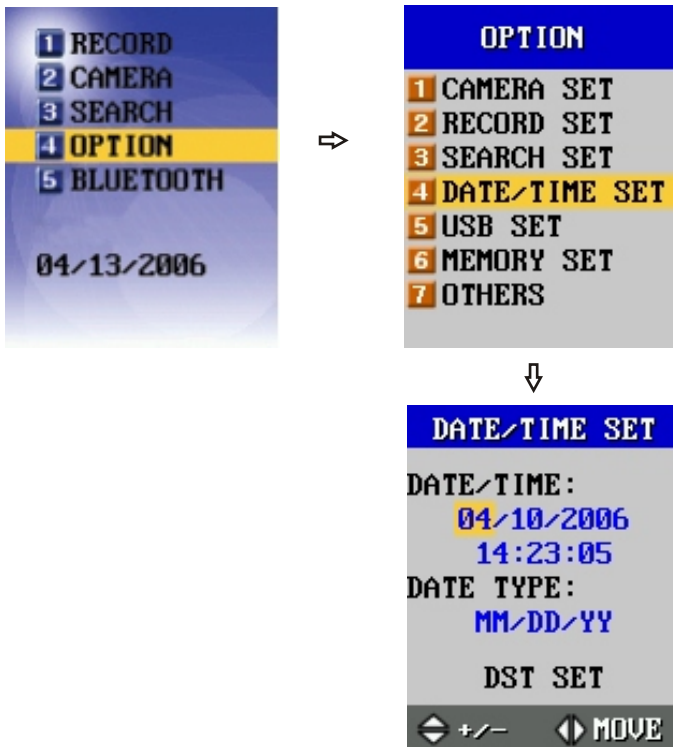 1 RECORD
2 CAMERA
3 SEARCH
4 OPTION
5 BLUETOOTH
04/13/2006
OPTION
1 CAMERA SET
2 RECORD SET
3 SEARCH SET
4 DATE/TIME SET
5 USB SET
6 MEMORY SET
7 OTHERS
DATE/TIME SET
DATE/TIME:
04/10/2006
14:23:05
DATE TYPE:
MM/DD/YY
DST SET
+/- MOVE